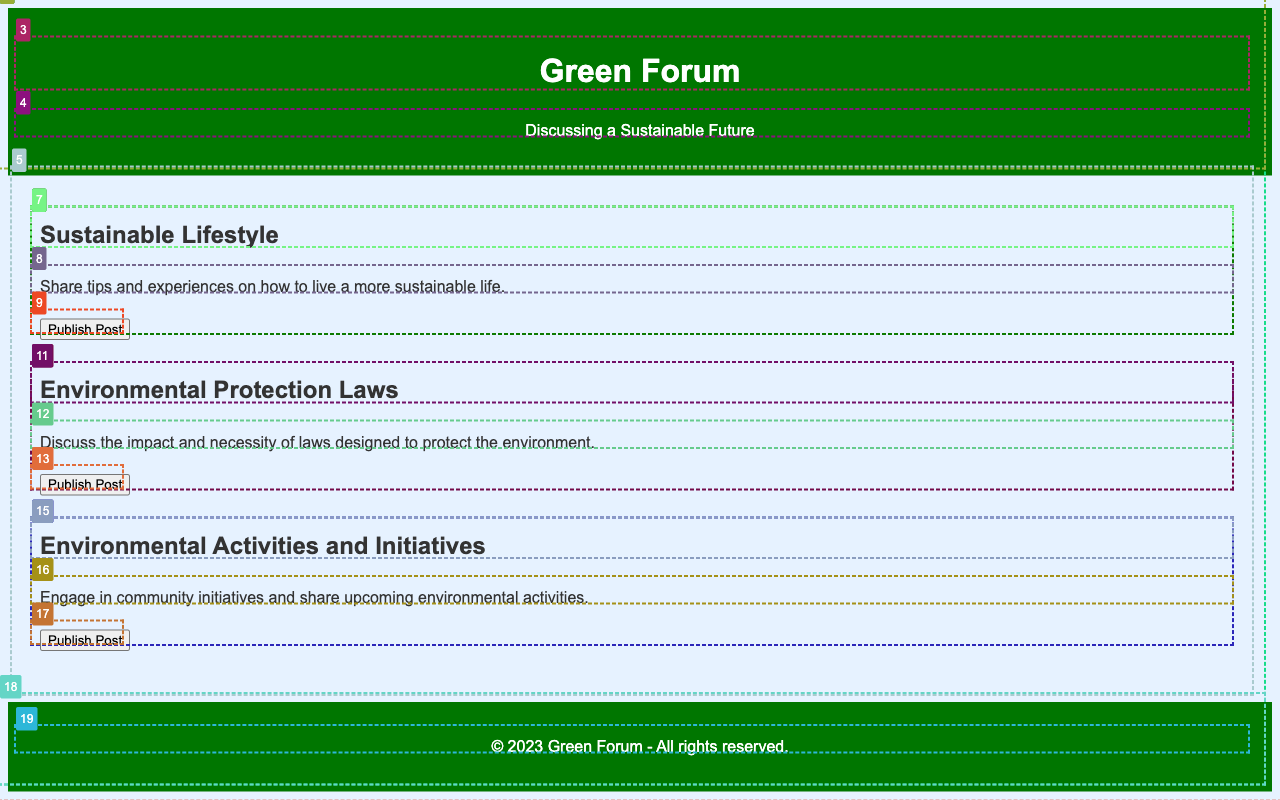 3
Green Forum
4
Discussing a Sustainable Future
5
7
Sustainable Lifestyle
8
Share tips and experiences on how to live a more sustainable life.
9
Publish Post
11
Environmental Protection Laws
12
Discuss the impact and necessity of laws designed to protect the environment.
13
Publish Post
15
Environmental Activities and Initiatives
16
Engage in community initiatives and share upcoming environmental activities.
17
Publish Post
18
19
© 2023 Green Forum - All rights reserved.